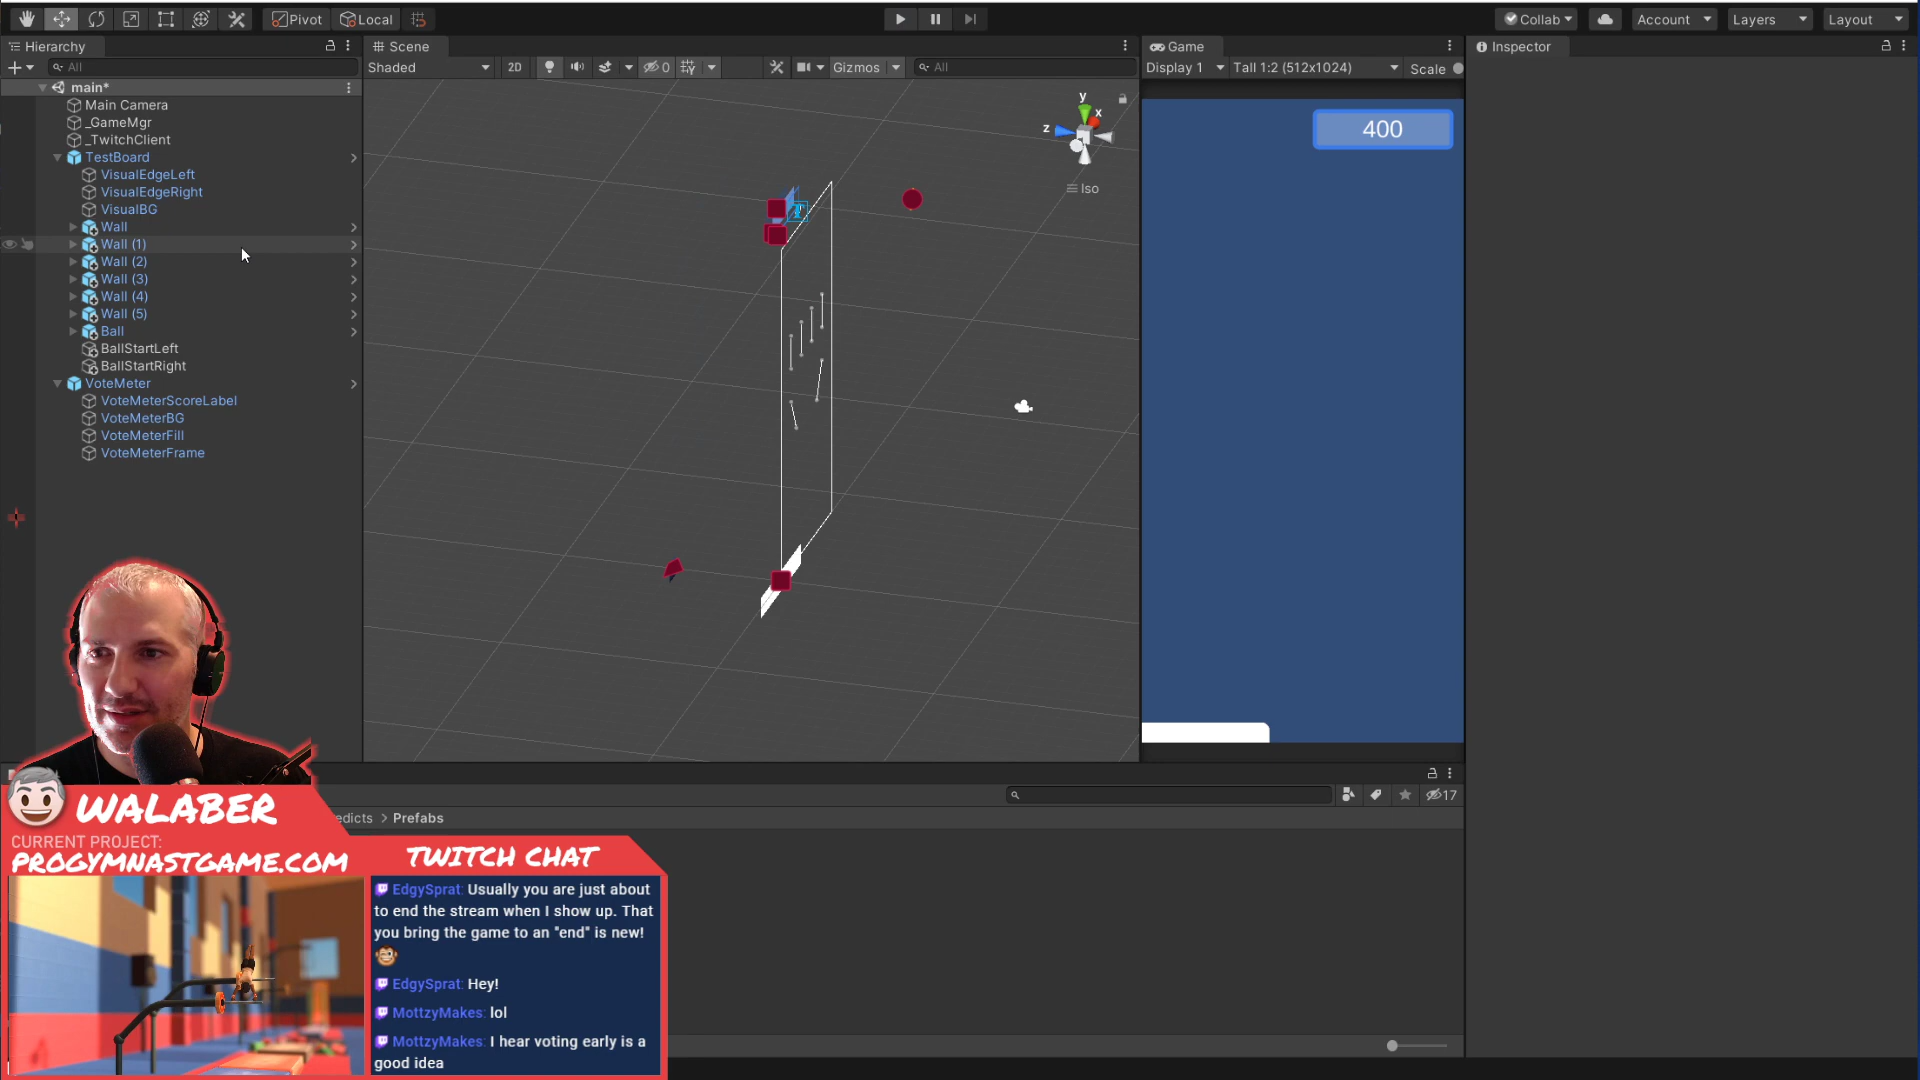 Pivot
Local
Collab
Account
Layers
Layout
Hierarchy
All
main*
Main Camera
_GameMgr
_TwitchClient
TestBoard
VisualEdgeLeft
VisualEdgeRight
VisualBG
Wall
Wall (1)
Wall (2)
Wall (3)
Wall (4)
Wall (5)
Ball
BallStartLeft
BallStartRight
VoteMeter
VoteMeterScoreLabel
VoteMeterBG
VoteMeterFill
VoteMeterFrame
Scene
Shaded
2D
0
Gizmos
All
y
x
z
Iso
T
Game
Display 1
Tall 1:2 (512x1024)
Scale
400
Inspector
17
edicts > Prefabs
WALABER
CURRENT PROJECT:
PROGYMNASTGAME.COM
TWITCH CHAT
EdgySprat: Usually you are just about
to end the stream when I show up. That
you bring the game to an "end" is new!
EdgySprat: Hey!
MottzyMakes: lol
MottzyMakes: I hear voting early is a
good idea